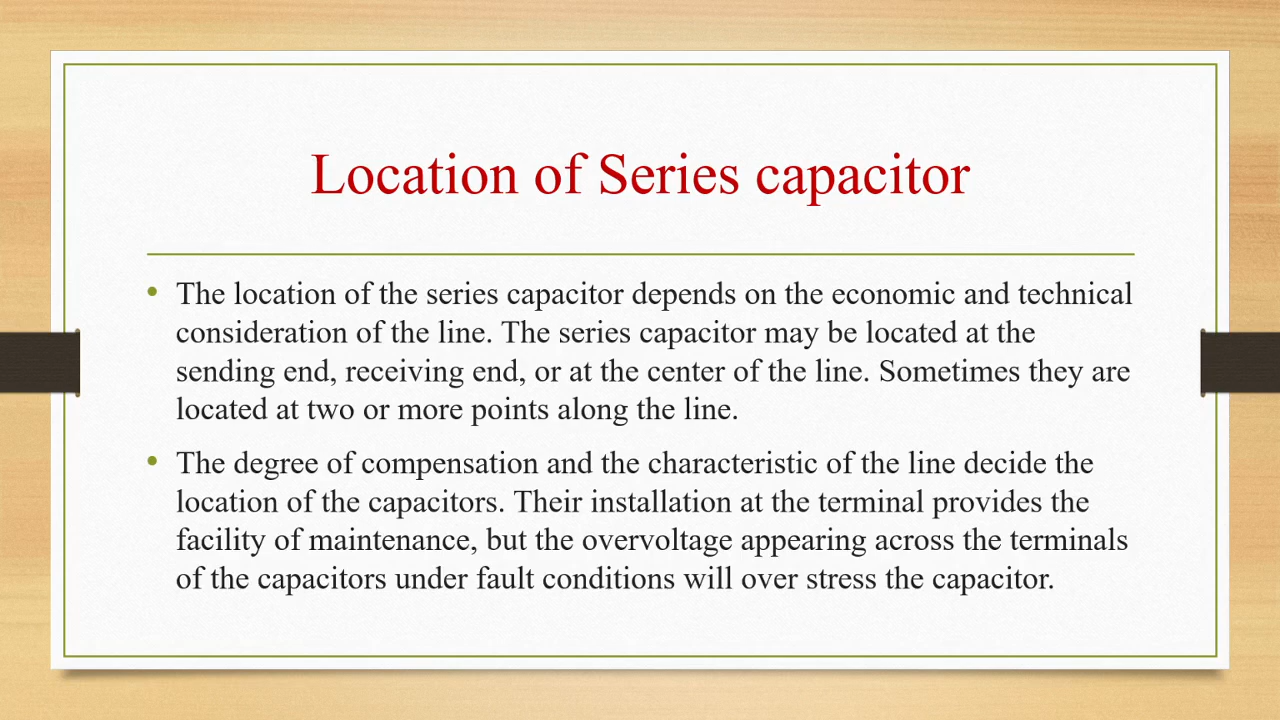 Location of Series capacitor
• The location of the series capacitor depends on the economic and technical
consideration of the line. The series capacitor may be located at the
sending end, receiving end, or at the center of the line. Sometimes they are
located at two or more points along the line.
• The degree of compensation and the characteristic of the line decide the
location of the capacitors. Their installation at the terminal provides the
facility of maintenance, but the overvoltage appearing across the terminals
of the capacitors under fault conditions will over stress the capacitor.